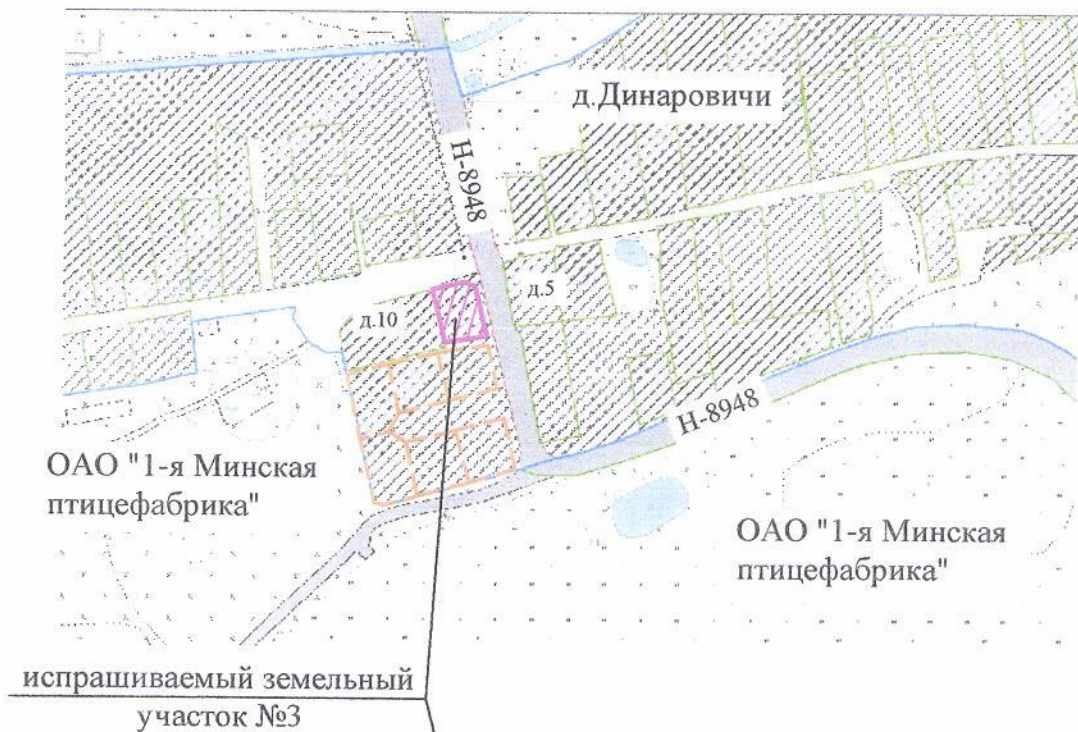 д.Динаровичи
Н-8948
д.5
д.10
Н-8948
ОАО "1-я Минская
птицефабрика"
ОАО "1-я Минская
птицефабрика"
испрашиваемый земельный
участок №3